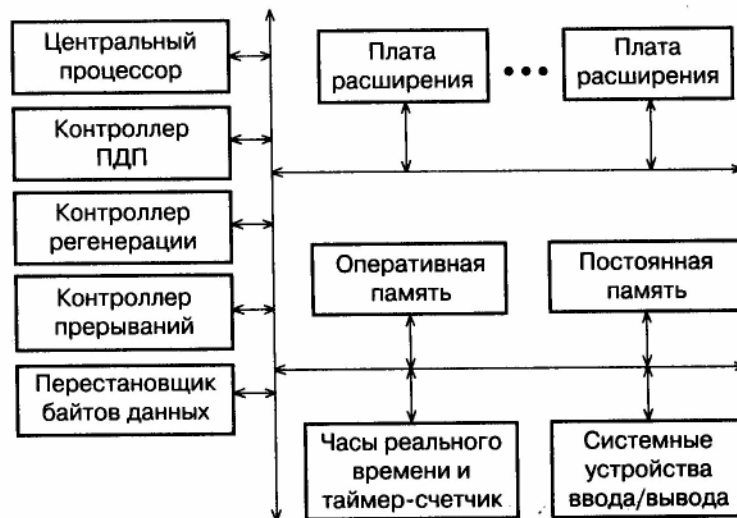 Центральный
процессор
Контроллер
ПДП
Контроллер
регенерации
Контроллер
прерываний
Перестановщик
байтов данных
Плата
расширения
Плата
расширения
Оперативная
память
Постоянная
память
Часы реального
времени и
таймер-счетчик
Системные
устройства
ввода/вывода